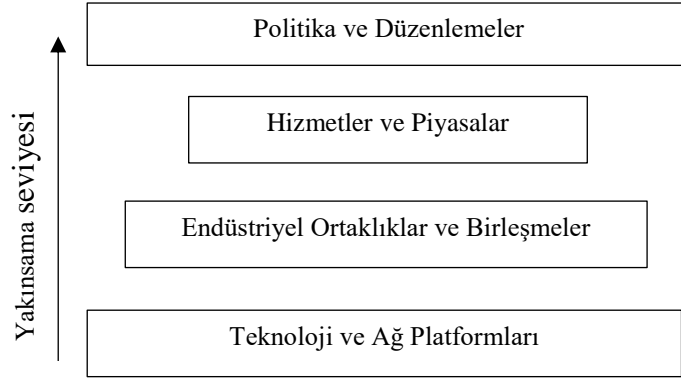 Politika ve Düzenlemeler
Hizmetler ve Piyasalar
Endüstriyel Ortaklıklar ve Birleşmeler
Teknoloji ve Ağ Platformları
Yakınsama seviyesi